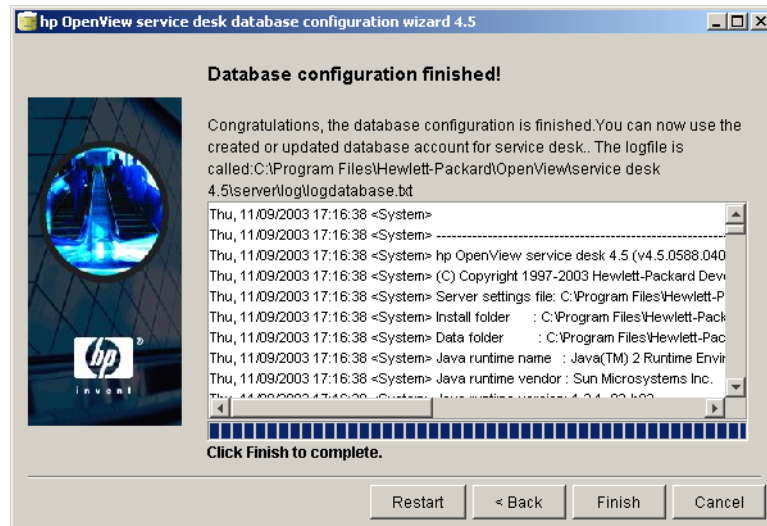 hp OpenView service desk database configuration wizard 4.5
Database configuration finished!
Congratulations, the database configuration is finished.You can now use the
created or updated database account for service desk.. The logfile is
called:C:\Program Files\Hewlett-Packard\OpenView\service desk
4.5\server\log\logdatabase.txt
Thu, 11/09/2003 17:16:38 <System>
Thu, 11/09/2003 17:16:38 <System> ------------------------------------------------------------
Thu, 11/09/2003 17:16:38 <System> hp OpenView service desk 4.5 (v4.5.0588.040
Thu, 11/09/2003 17:16:38 <System> (C) Copyright 1997-2003 Hewlett-Packard Dev
Thu, 11/09/2003 17:16:38 <System> Server settings file: C:\Program Files\Hewlett-P
Thu, 11/09/2003 17:16:38 <System> Install folder : C:\Program Files\Hewlett-Pack
Thu, 11/09/2003 17:16:38 <System> Data folder : C:\Program Files\Hewlett-Pac
Thu, 11/09/2003 17:16:38 <System> Java runtime name : Java(TM) 2 Runtime Envir
Thu, 11/09/2003 17:16:38 <System> Java runtime vendor : Sun Microsystems Inc.
hp
®
invent
Click Finish to complete.
Restart
< Back
Finish
Cancel